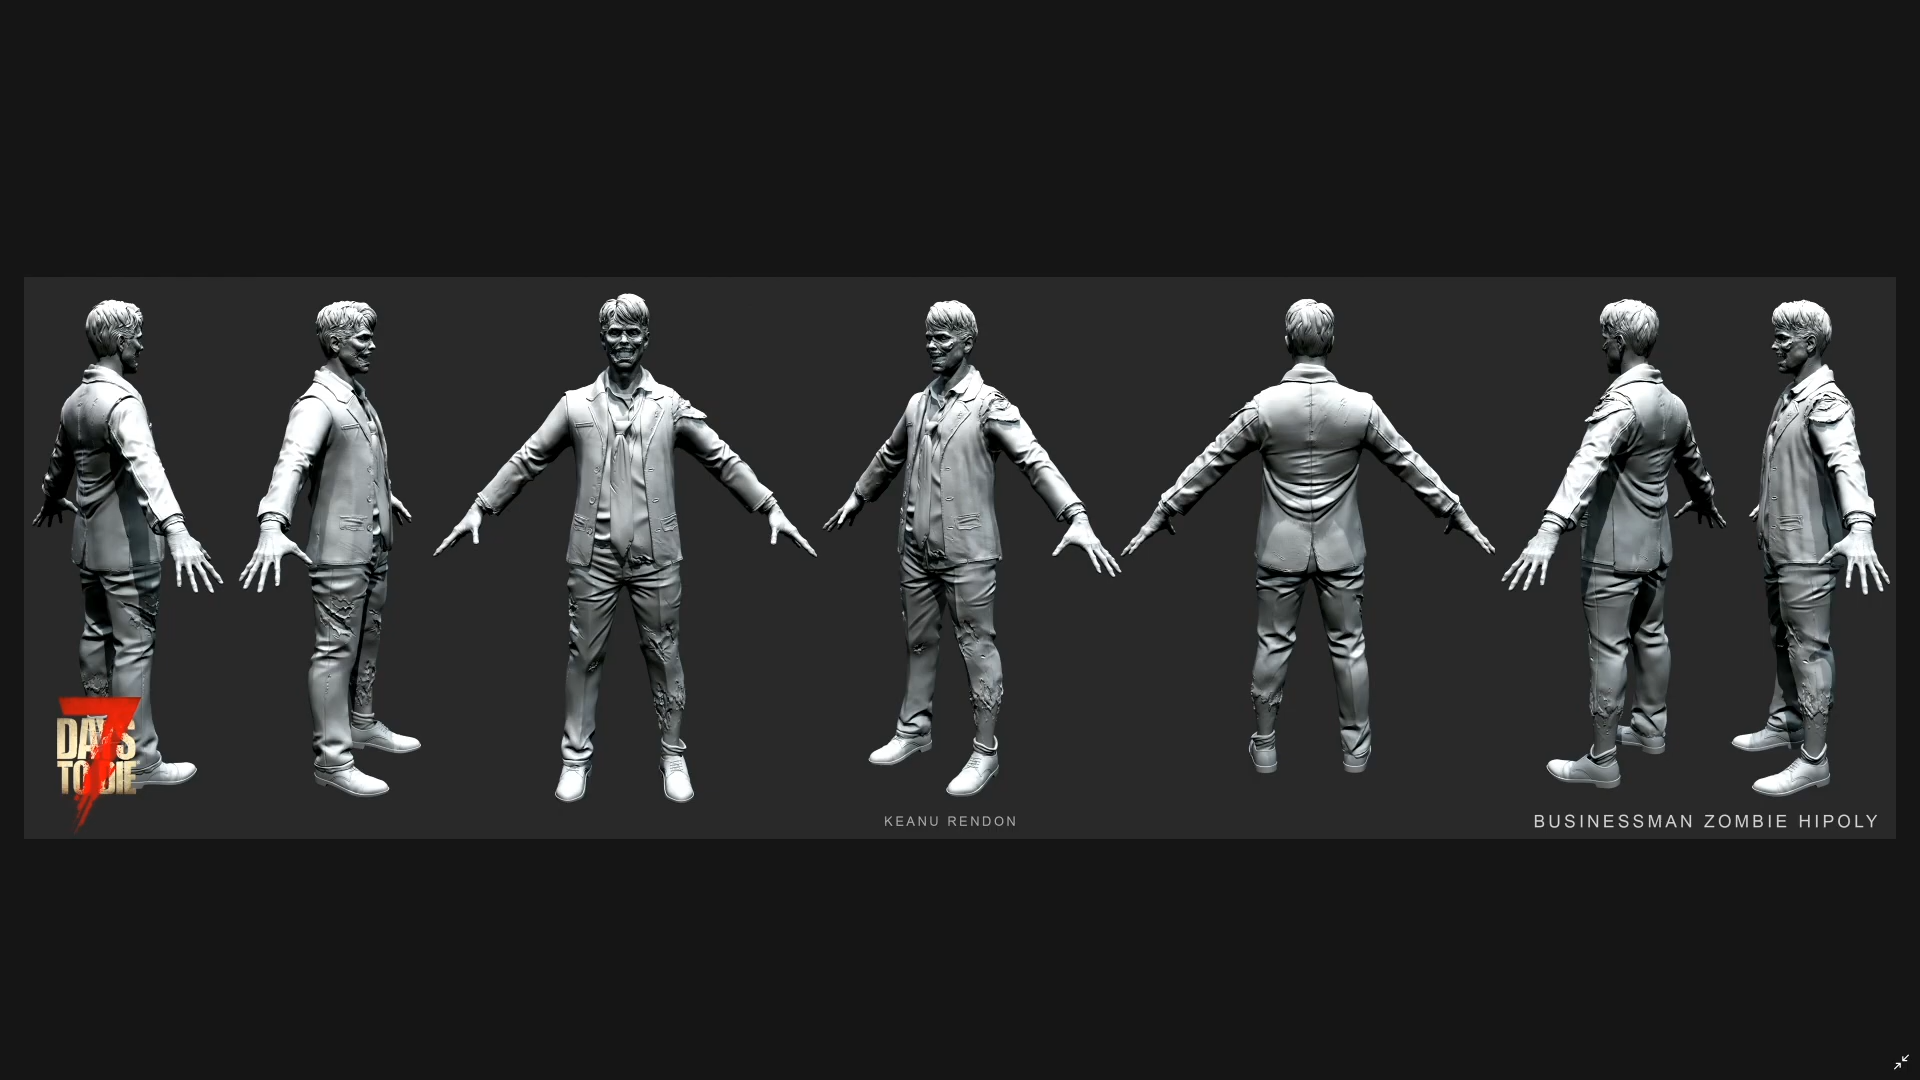 7
DAYS
TO DIE
KEANU RENDON
BUSINESSMAN ZOMBIE HIPOLY